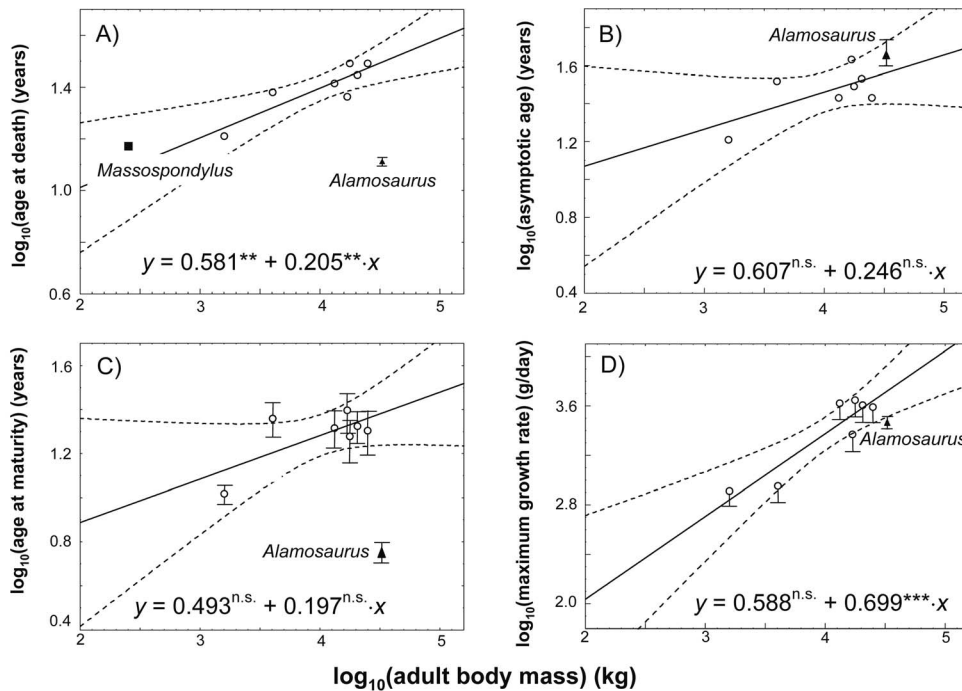 A)
log10(age at death) (years)
1.4
1.0
0.6
Massospondylus
Alamosaurus
y = 0.581** + 0.205**·x
2 3 4 5
B)
log10(asymptotic age) (years)
2.0
1.6
1.2
0.8
0.4
Alamosaurus
y = 0.607n.s. + 0.246n.s.·x
2 3 4 5
C)
log10(age at maturity) (years)
1.6
1.2
0.8
0.4
Alamosaurus
y = 0.493n.s. + 0.197n.s.·x
2 3 4 5
D)
log10(maximum growth rate) (g/day)
3.6
2.8
2.0
Alamosaurus
y = 0.588n.s. + 0.699***·x
2 3 4 5
log10(adult body mass) (kg)